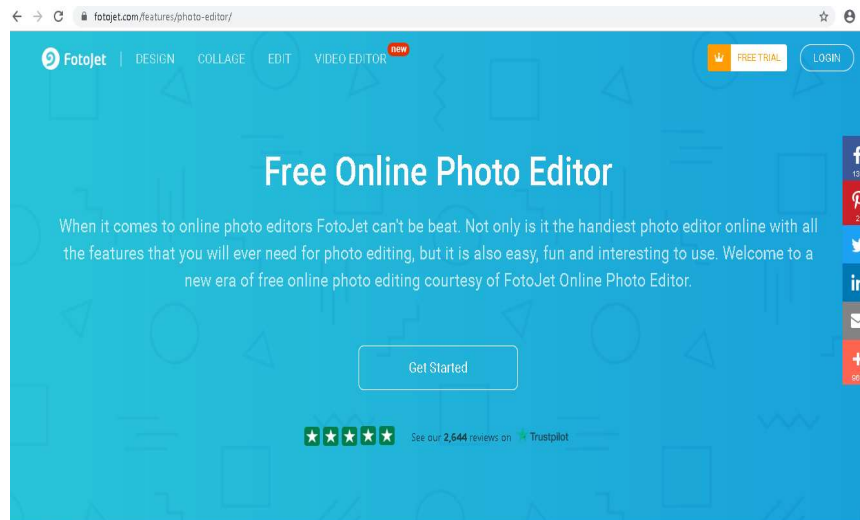 fotojet.com/features/photo-editor/
FotoJet | DESIGN COLLAGE EDIT VIDEO EDITOR new FREE TRIAL LOGIN
Free Online Photo Editor
When it comes to online photo editors FotoJet can't be beat. Not only is it the handiest photo editor online with all
the features that you will ever need for photo editing, but it is also easy, fun and interesting to use. Welcome to a
new era of free online photo editing courtesy of FotoJet Online Photo Editor.
Get Started
See our 2,644 reviews on Trustpilot